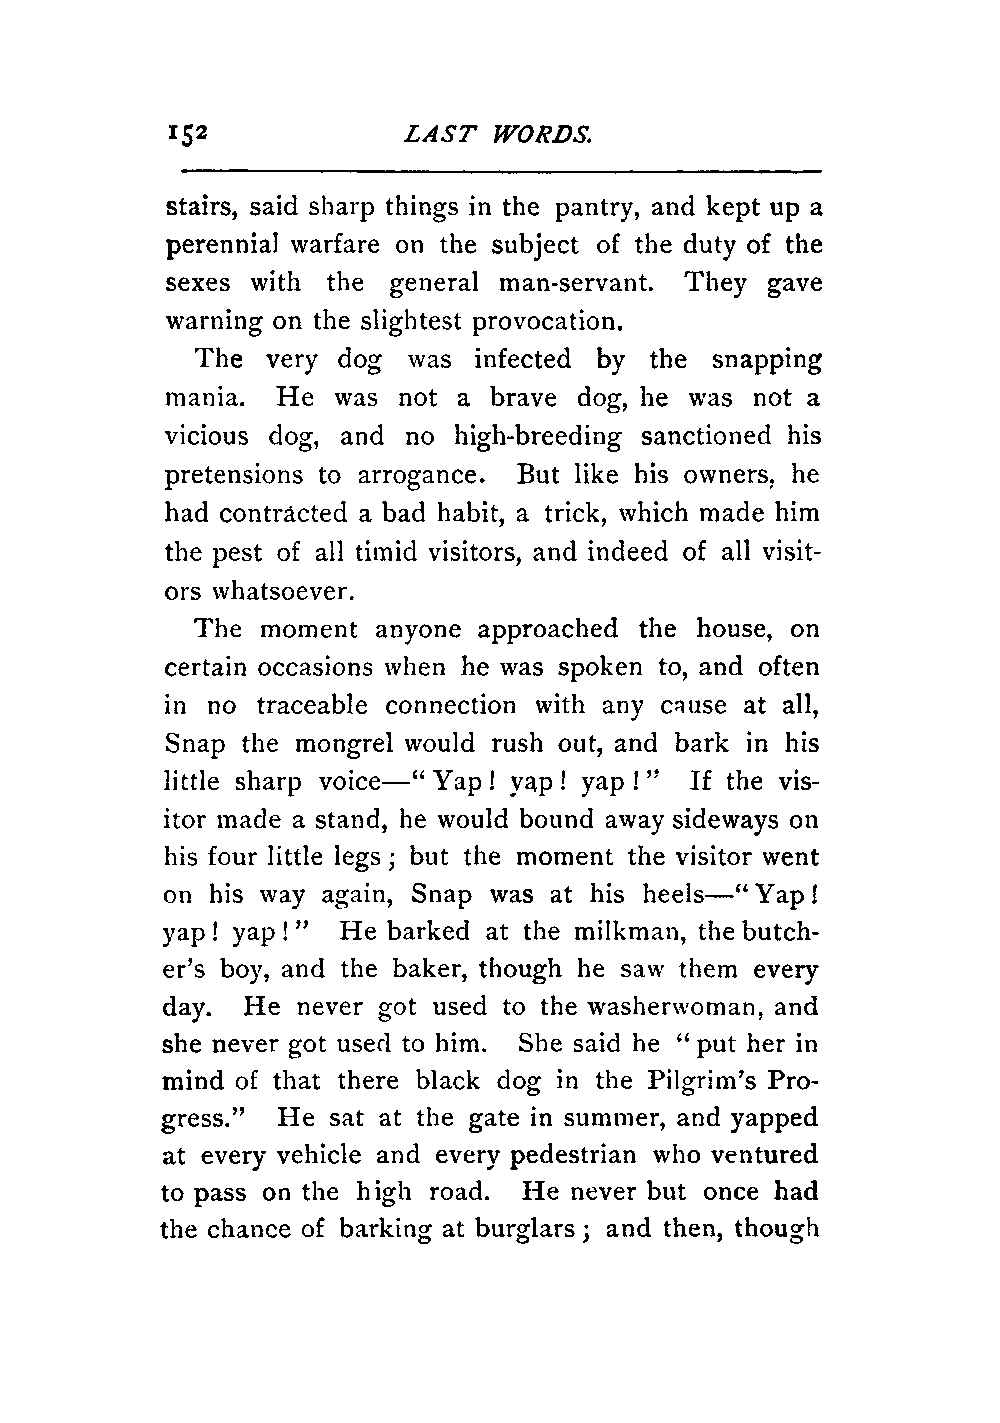 152 LAST WORDS.
stairs, said sharp things in the pantry, and kept up a
perennial warfare on the subject of the duty of the
sexes with the general man-servant. They gave
warning on the slightest provocation.
The very dog was infected by the snapping
mania. He was not a brave dog, he was not a
vicious dog, and no high-breeding sanctioned his
pretensions to arrogance. But like his owners, he
had contracted a bad habit, a trick, which made him
the pest of all timid visitors, and indeed of all visit-
ors whatsoever.
The moment anyone approached the house, on
certain occasions when he was spoken to, and often
in no traceable connection with any cause at all,
Snap the mongrel would rush out, and bark in his
little sharp voice—“Yap! yap! yap!” If the vis-
itor made a stand, he would bound away sideways on
his four little legs; but the moment the visitor went
on his way again, Snap was at his heels—“Yap!
yap! yap!” He barked at the milkman, the butch-
er's boy, and the baker, though he saw them every
day. He never got used to the washerwoman, and
she never got used to him. She said he “put her in
mind of that there black dog in the Pilgrim's Pro-
gress.” He sat at the gate in summer, and yapped
at every vehicle and every pedestrian who ventured
to pass on the high road. He never but once had
the chance of barking at burglars; and then, though